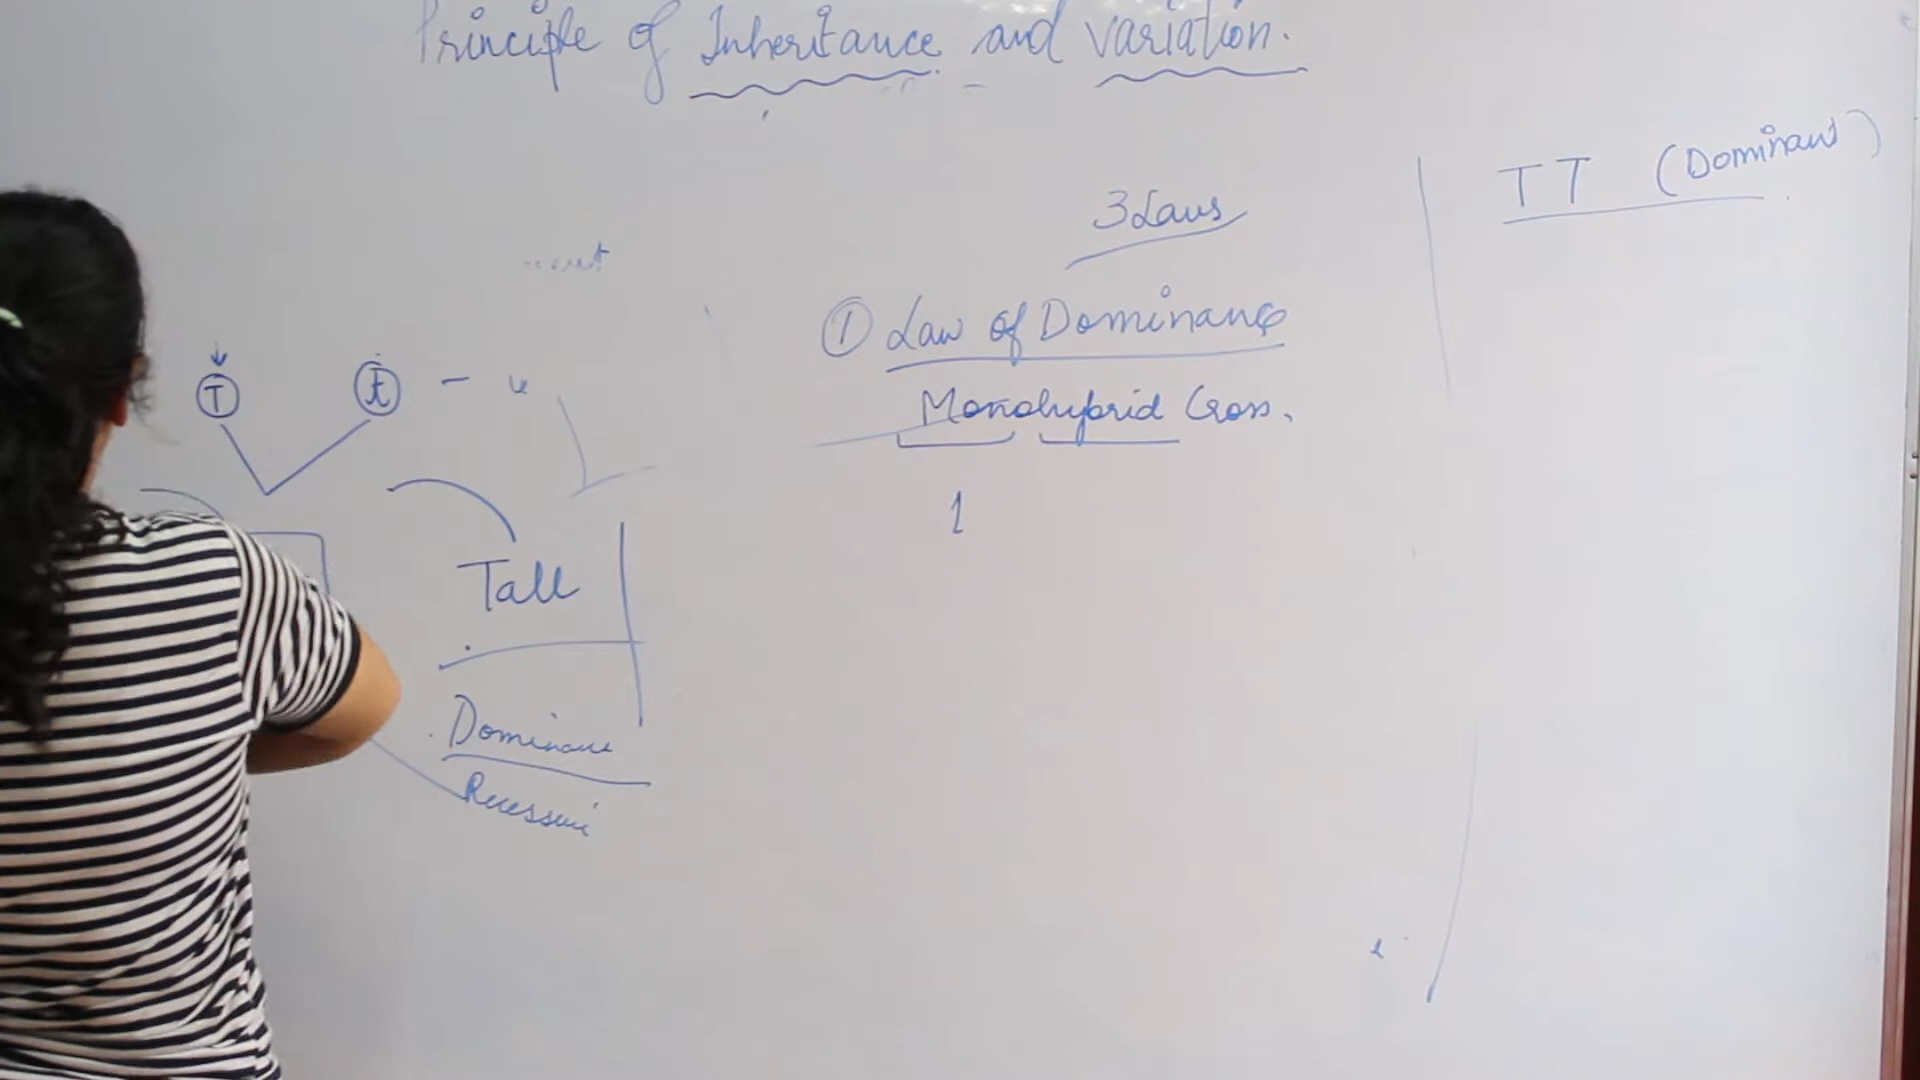 Principle of Inheritance and variation.
TT (Dominant)
3 Laws
① Law of Dominance
T t
Monohybrid Cross.
1
Tall
Dominant
Recessive